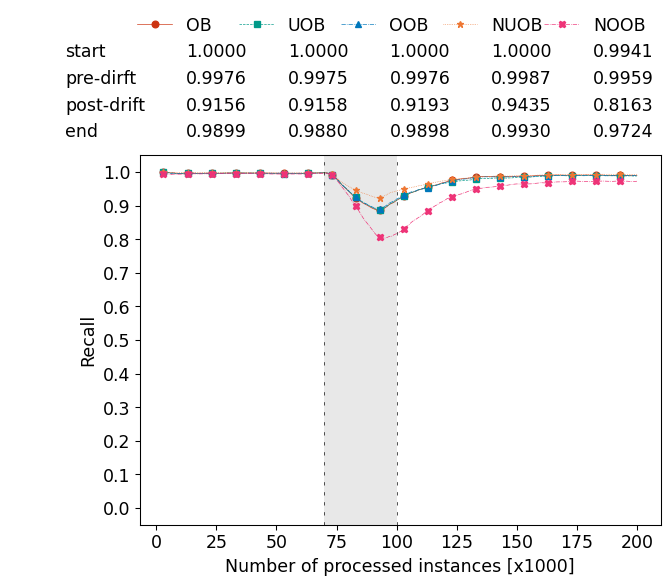 OB UOB OOB NUOB NOOB
start 1.0000 1.0000 1.0000 1.0000 0.9941
pre-dirft 0.9976 0.9975 0.9976 0.9987 0.9959
post-drift 0.9156 0.9158 0.9193 0.9435 0.8163
end 0.9899 0.9880 0.9898 0.9930 0.9724
1.0
0.9
0.8
0.7
0.6
0.5
0.4
0.3
0.2
0.1
0.0
Recall
0 25 50 75 100 125 150 175 200
Number of processed instances [x1000]